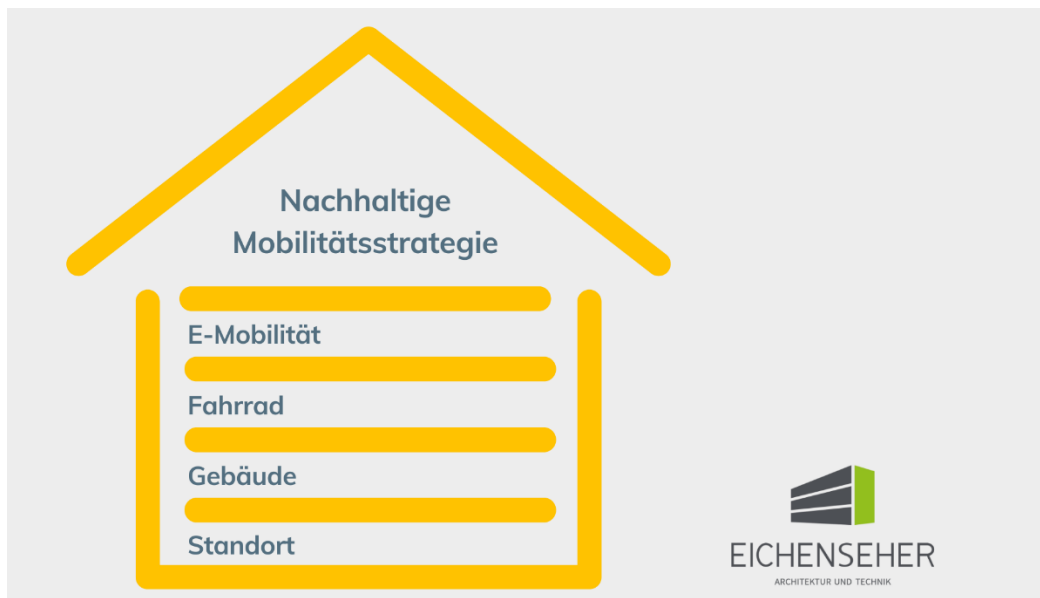 Nachhaltige
Mobilitätsstrategie
E-Mobilität
Fahrrad
Gebäude
Standort
EICHENSEHER
ARCHITEKTUR UND TECHNIK